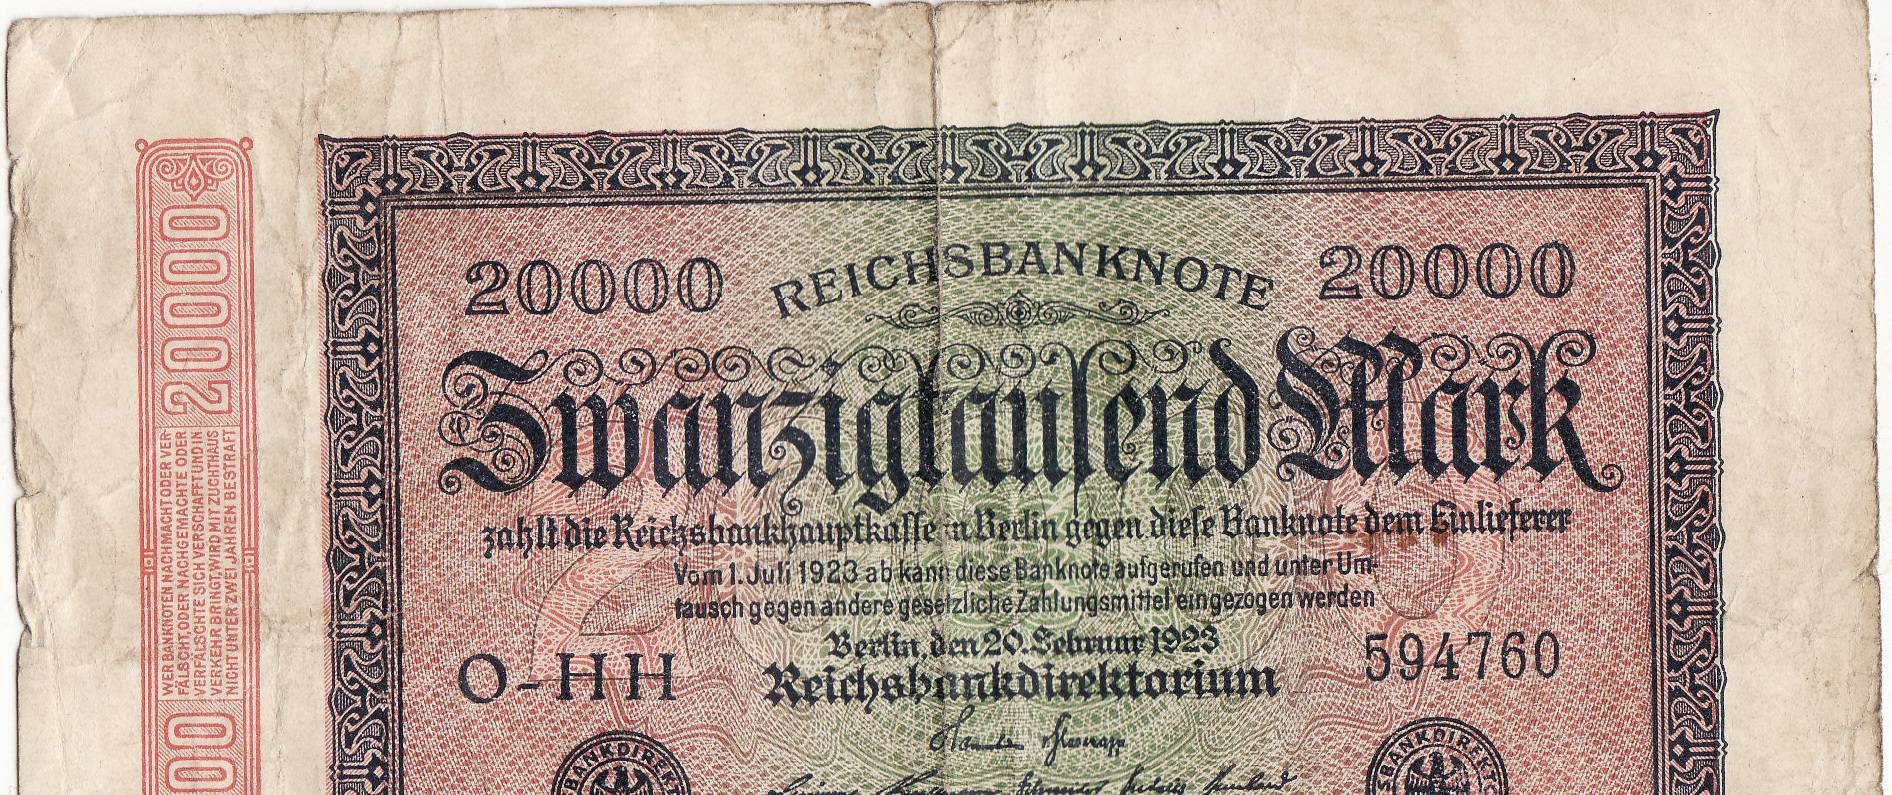 20000 REICHSBANKNOTE 20000
Zwanzigtausend Mark
zahlt die Reichsbankhauptkasse in Berlin gegen diese Banknote dem Einlieferer
Vom 1. Juli 1923 ab kann diese Banknote aufgerufen und unter Um-
tausch gegen andere gesetzliche Zahlungsmittel eingezogen werden
Berlin, den 20. Februar 1923
O-HH Reichsbankdirektorium 594760
BANKDIREKT
SBANKDIREKTO
20000
WER BANKNOTEN NACHMACHT ODER VER-
FÄLSCHT, ODER NACHGEMACHTE ODER
VERFÄLSCHTE SICH VERSCHAFFT UND IN
VERKEHR BRINGT, WIRD MIT ZUCHTHAUS
NICHT UNTER ZWEI JAHREN BESTRAFT
00